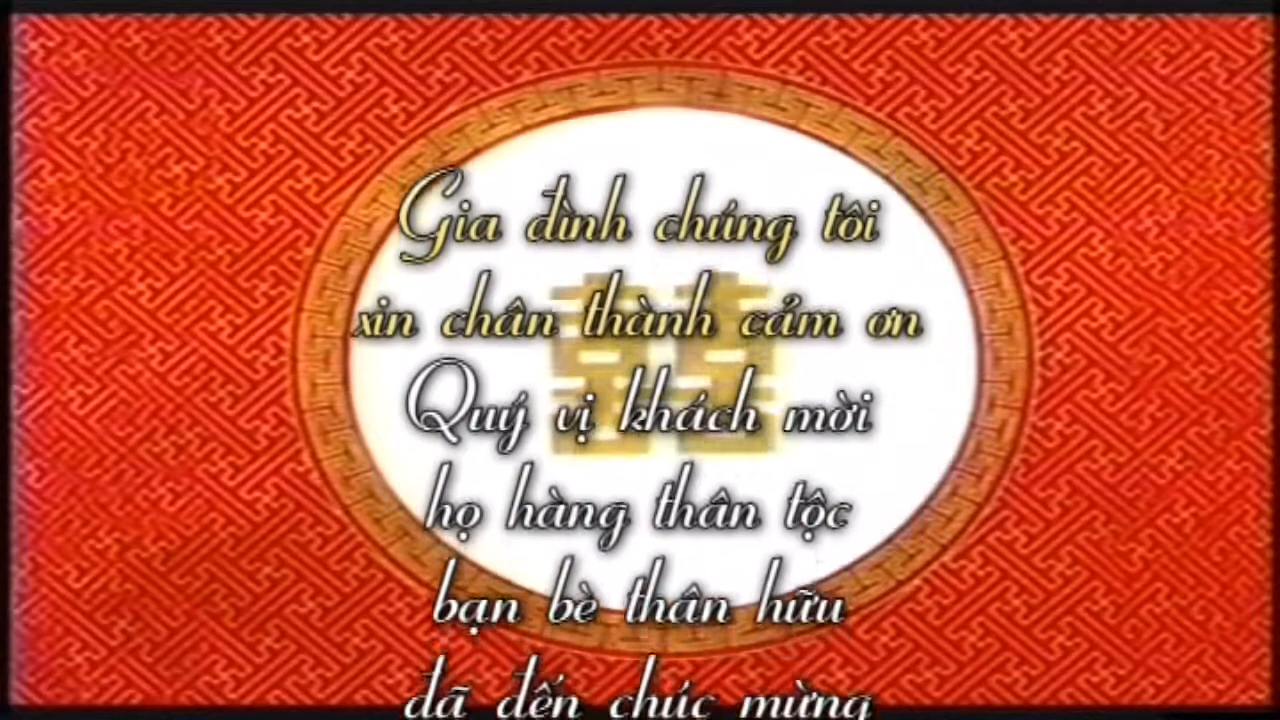 Gia đình chúng tôi
xin chân thành cảm ơn
Quý vị khách mời
họ hàng thân tộc
bạn bè thân hữu
đã đến chúc mừng
囍